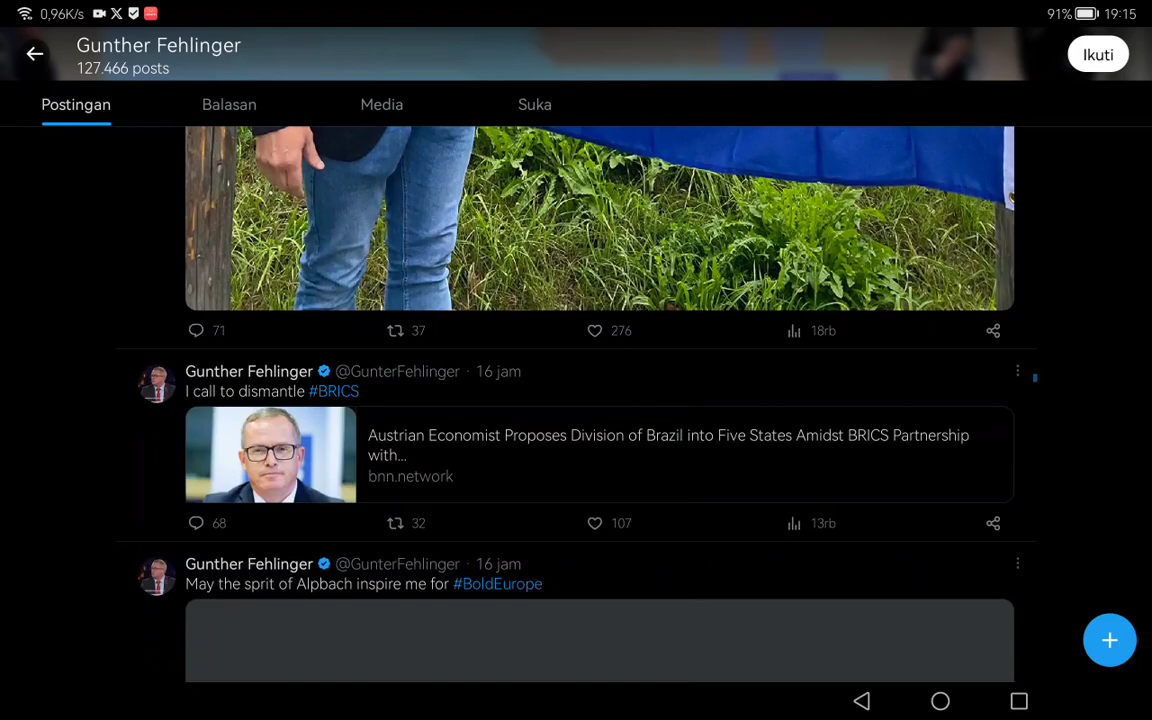 0,96K/s
91% 19:15
Gunther Fehlinger
127.466 posts
Ikuti
Postingan Balasan Media Suka
71 37 276 18rb
Gunther Fehlinger @GunterFehlinger · 16 jam
I call to dismantle #BRICS
Austrian Economist Proposes Division of Brazil into Five States Amidst BRICS Partnership
with...
bnn.network
68 32 107 13rb
Gunther Fehlinger @GunterFehlinger · 16 jam
May the sprit of Alpbach inspire me for #BoldEurope